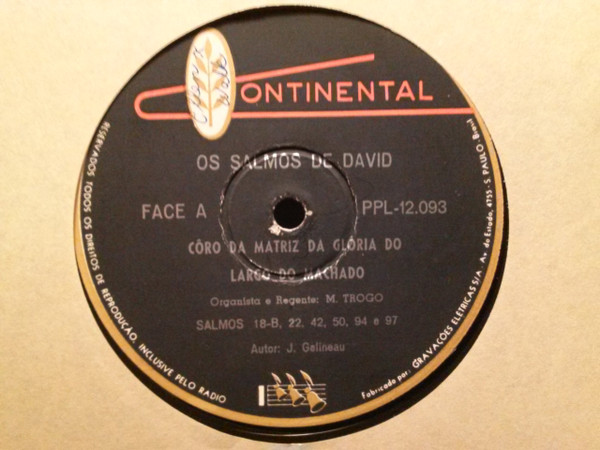 CONTINENTAL
OS SALMOS DE DAVID
FACE A
PPL-12.093
CÔRO DA MATRIZ DA GLÓRIA DO
LARGO DO MACHADO
Organista e Regente: M. TROGO
SALMOS 18-B, 22, 42, 50, 94 e 97
Autor: J. Gelineau
RESERVADOS TODOS OS DIREITOS DE REPRODUÇÃO, INCLUSIVE PELO RADIO
Fabricado por: GRAVAÇÕES ELETRICAS S/A. Av. do Estado, 4755 - S. PAULO - Brasil